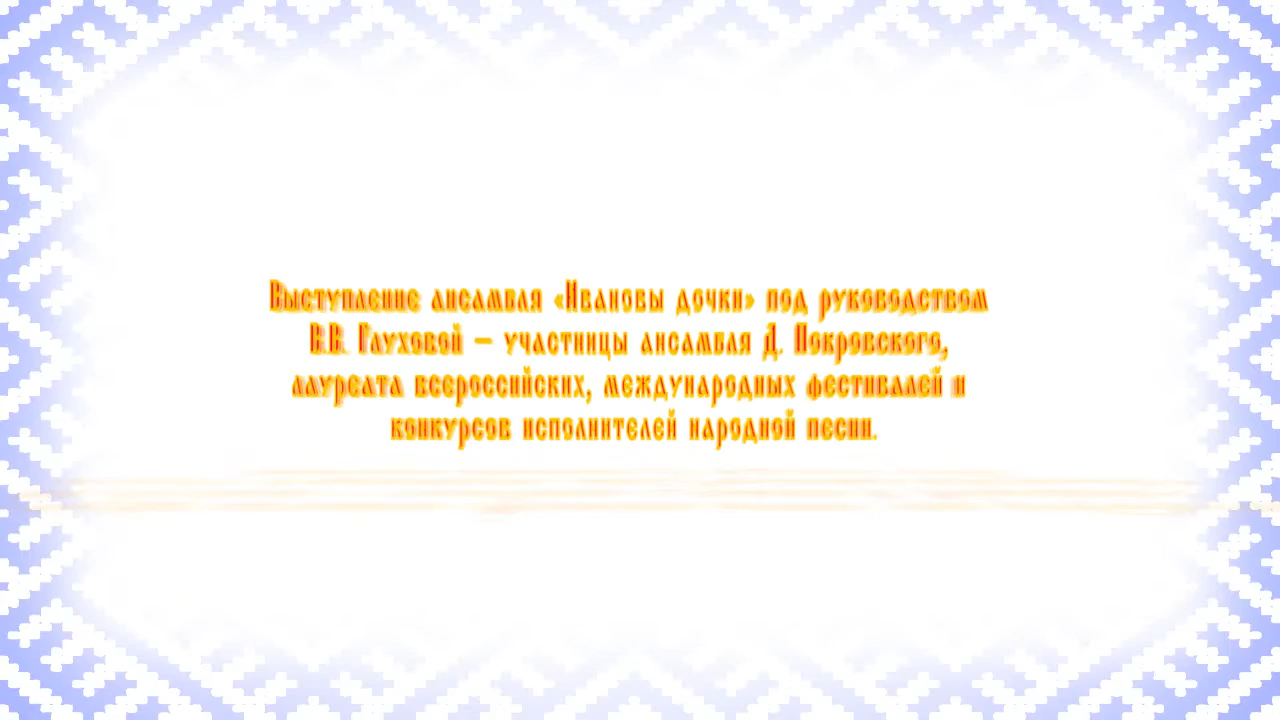 Выступление ансамбля «Ивановы дочки» под руководством
В.В. Глуховой – участницы ансамбля Д. Покровского,
лауреата всероссийских, международных фестивалей и
конкурсов исполнителей народной песни.